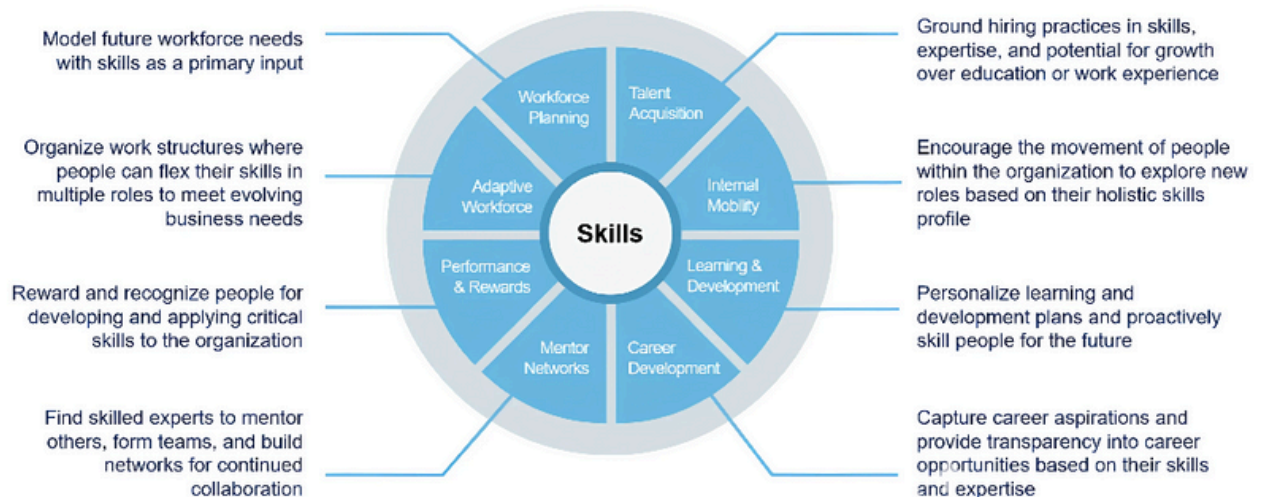 Model future workforce needs
with skills as a primary input
Organize work structures where
people can flex their skills in
multiple roles to meet evolving
business needs
Reward and recognize people for
developing and applying critical
skills to the organization
Find skilled experts to mentor
others, form teams, and build
networks for continued
collaboration
Workforce
Planning
Talent
Acquisition
Adaptive
Workforce
Internal
Mobility
Skills
Performance
& Rewards
Learning &
Development
Mentor
Networks
Career
Development
Ground hiring practices in skills,
expertise, and potential for growth
over education or work experience
Encourage the movement of people
within the organization to explore new
roles based on their holistic skills
profile
Personalize learning and
development plans and proactively
skill people for the future
Capture career aspirations and
provide transparency into career
opportunities based on their skills
and expertise